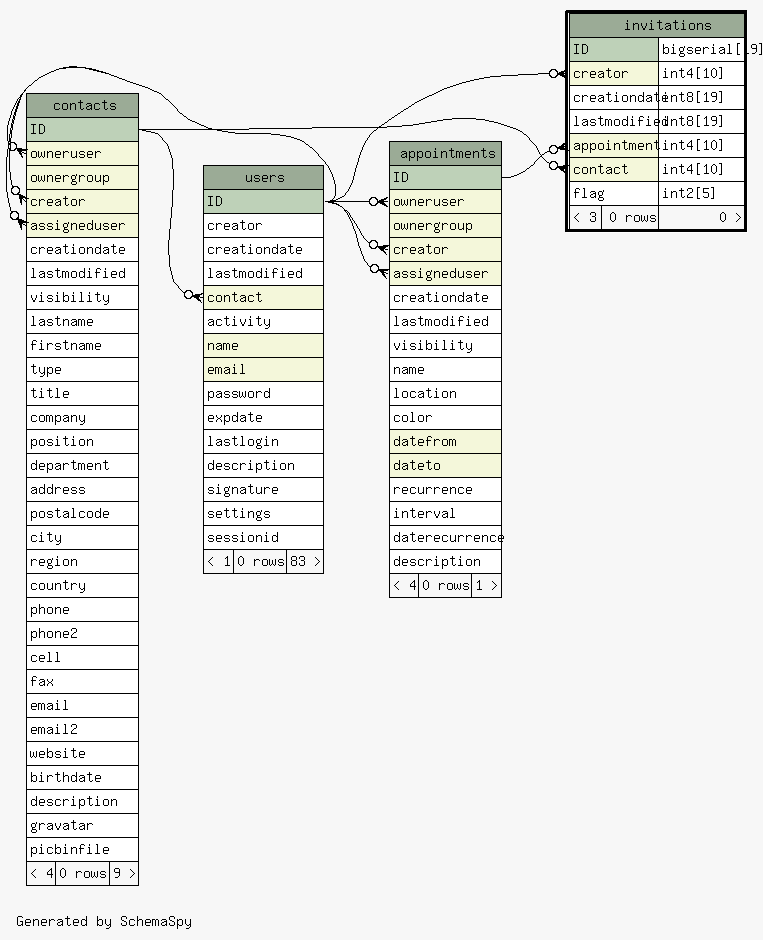 contacts
ID
owneruser
ownergroup
creator
assigneduser
creationdate
lastmodified
visibility
lastname
firstname
type
title
company
position
department
address
postalcode
city
region
country
phone
phone2
cell
fax
email
email2
website
birthdate
description
gravatar
picbinfile
< 4 0 rows 9 >
users
ID
creator
creationdate
lastmodified
contact
activity
name
email
password
expdate
lastlogin
description
signature
settings
sessionid
< 1 0 rows 83 >
appointments
ID
owneruser
ownergroup
creator
assigneduser
creationdate
lastmodified
visibility
name
location
color
datefrom
dateto
recurrence
interval
daterecurrence
description
< 4 0 rows 1 >
invitations
ID bigserial[19]
creator int4[10]
creationdate int8[19]
lastmodified int8[19]
appointment int4[10]
contact int4[10]
flag int2[5]
< 3 0 rows 0 >
Generated by SchemaSpy